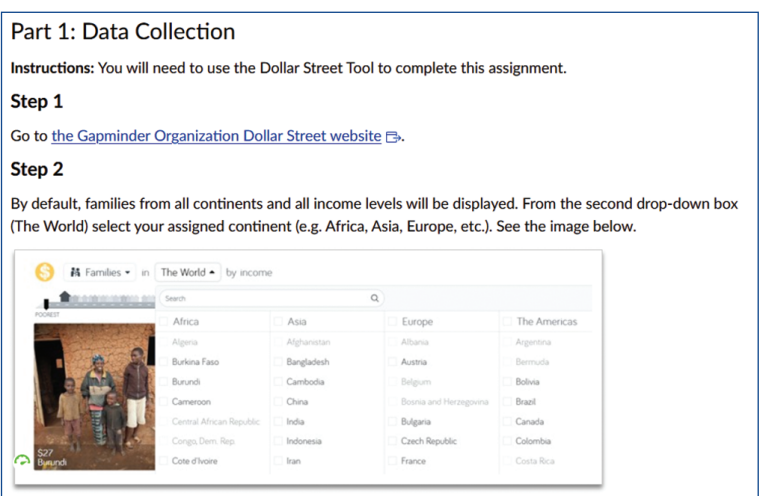 Part 1: Data Collection
Instructions: You will need to use the Dollar Street Tool to complete this assignment.
Step 1
Go to the Gapminder Organization Dollar Street website.
Step 2
By default, families from all continents and all income levels will be displayed. From the second drop-down box
(The World) select your assigned continent (e.g. Africa, Asia, Europe, etc.). See the image below.
$ Families in The World by income
Search
POOREST
Africa Asia Europe The Americas
Algeria Afghanistan Albania Argentina
Burkina Faso Bangladesh Austria Bermuda
Burundi Cambodia Belgium Bolivia
Cameroon China Bosnia and Herzegovina Brazil
Central African Republic India Bulgaria Canada
Congo, Dem. Rep. Indonesia Czech Republic Colombia
$27
Burundi Cote d'Ivoire Iran France Costa Rica